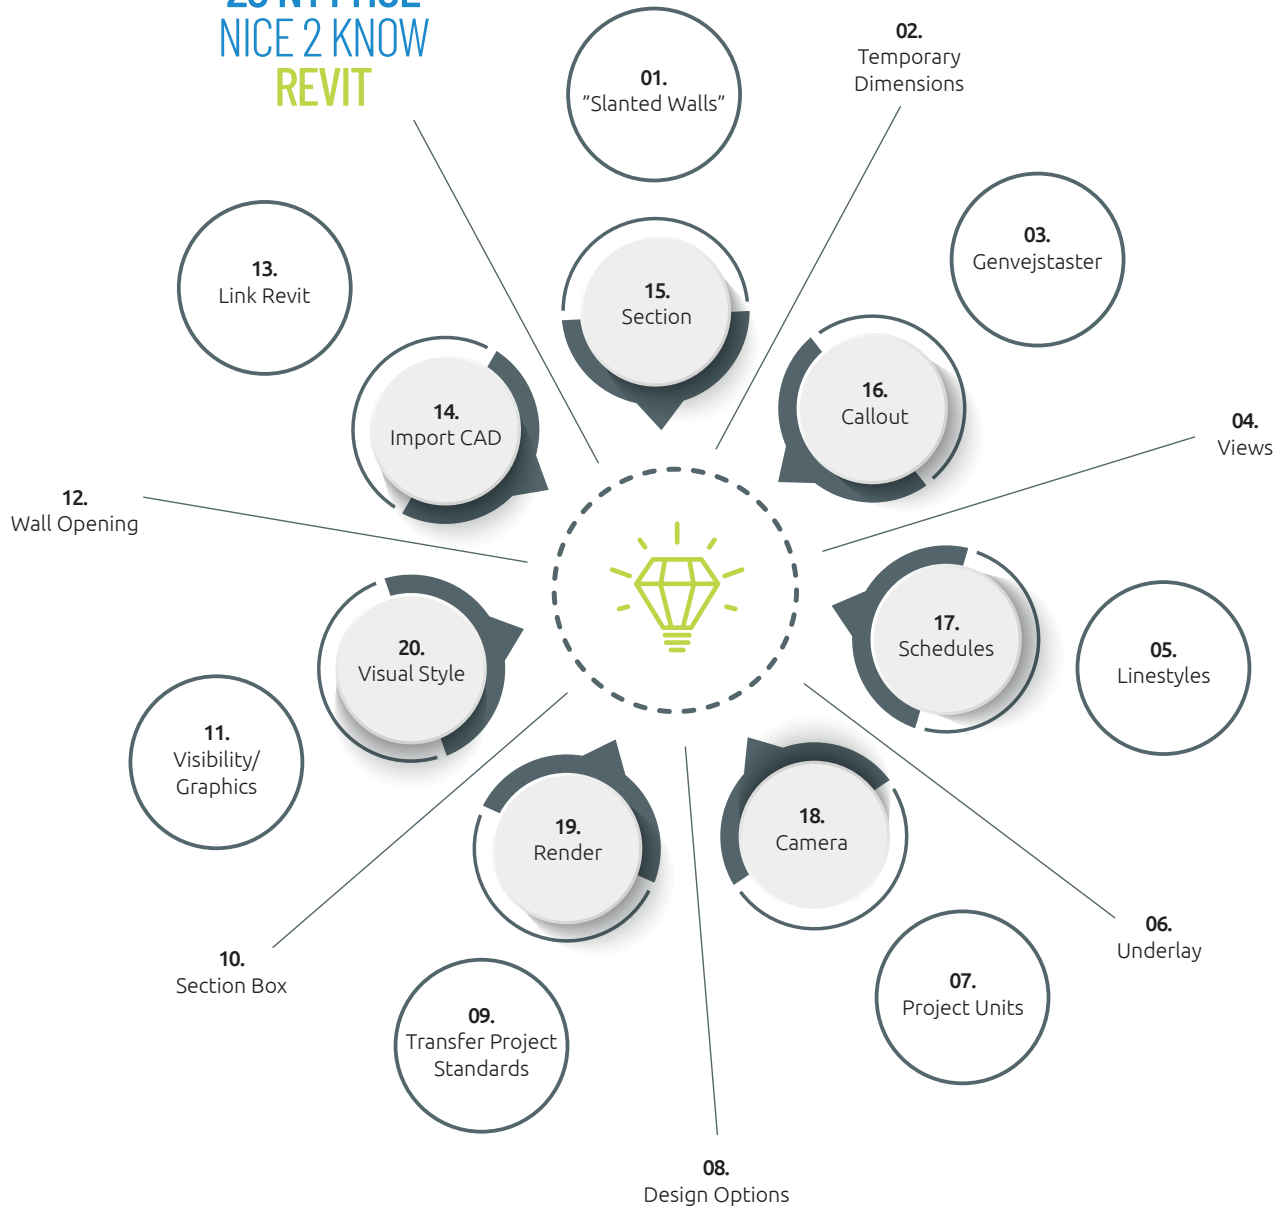 NICE 2 KNOW
REVIT
01.
”Slanted Walls”
02.
Temporary
Dimensions
03.
Genvejstaster
04.
Views
05.
Linestyles
06.
Underlay
07.
Project Units
08.
Design Options
09.
Transfer Project
Standards
10.
Section Box
11.
Visibility/
Graphics
12.
Wall Opening
13.
Link Revit
14.
Import CAD
15.
Section
16.
Callout
17.
Schedules
18.
Camera
19.
Render
20.
Visual Style